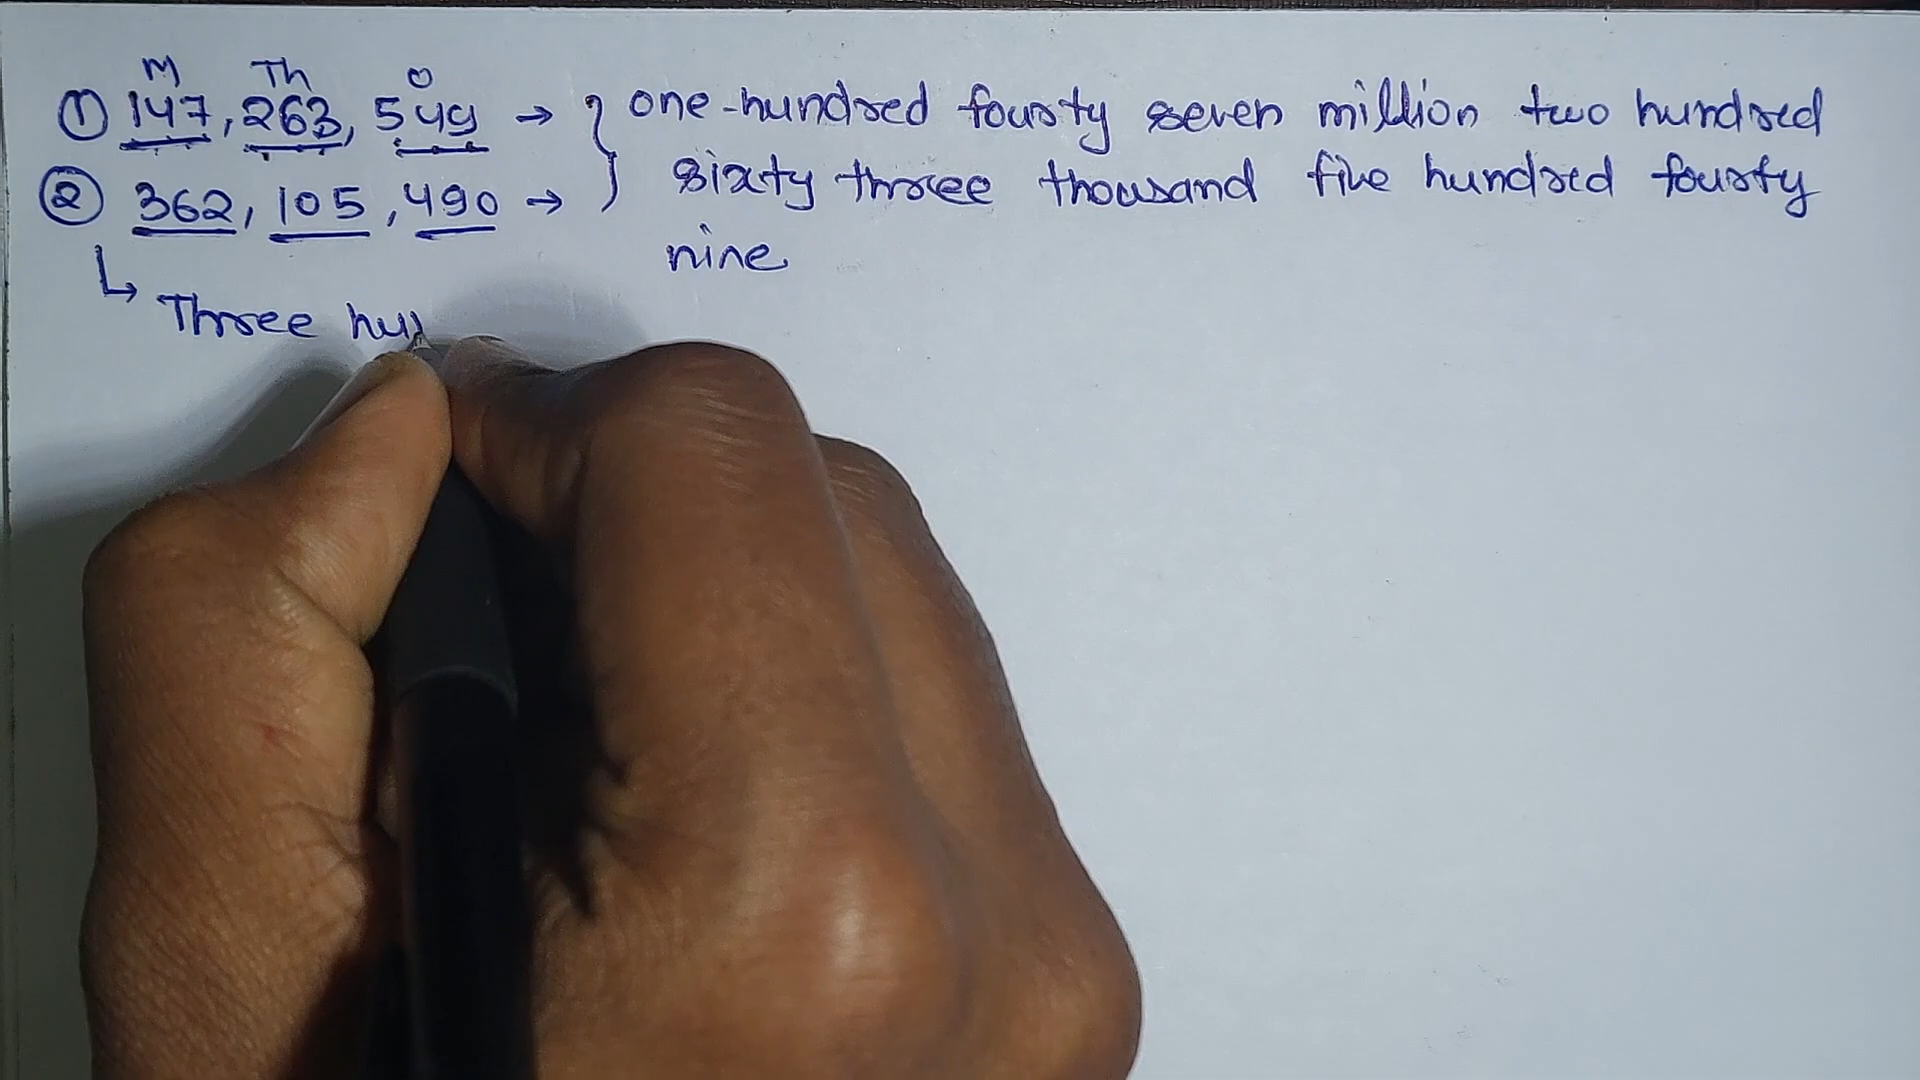 M Th O
① 147,263,549 → } one-hundred fourty seven million two hundred
sixty three thousand five hundred fourty
nine
② 362,105,490 →
↳ Three hun